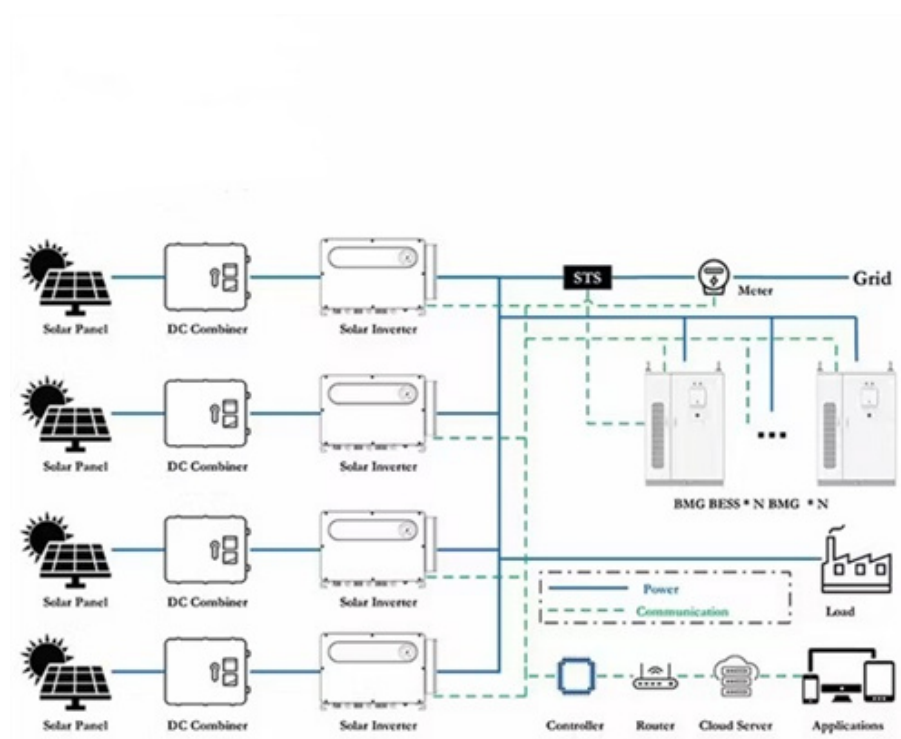 STS
Grid
Meter
Solar Panel
DC Combiner
Solar Inverter
Solar Panel
DC Combiner
Solar Inverter
BMG BESS * N BMG * N
Solar Panel
DC Combiner
Solar Inverter
Power
Communication
Load
Solar Panel
DC Combiner
Solar Inverter
Controller
Router
Cloud Server
Applications